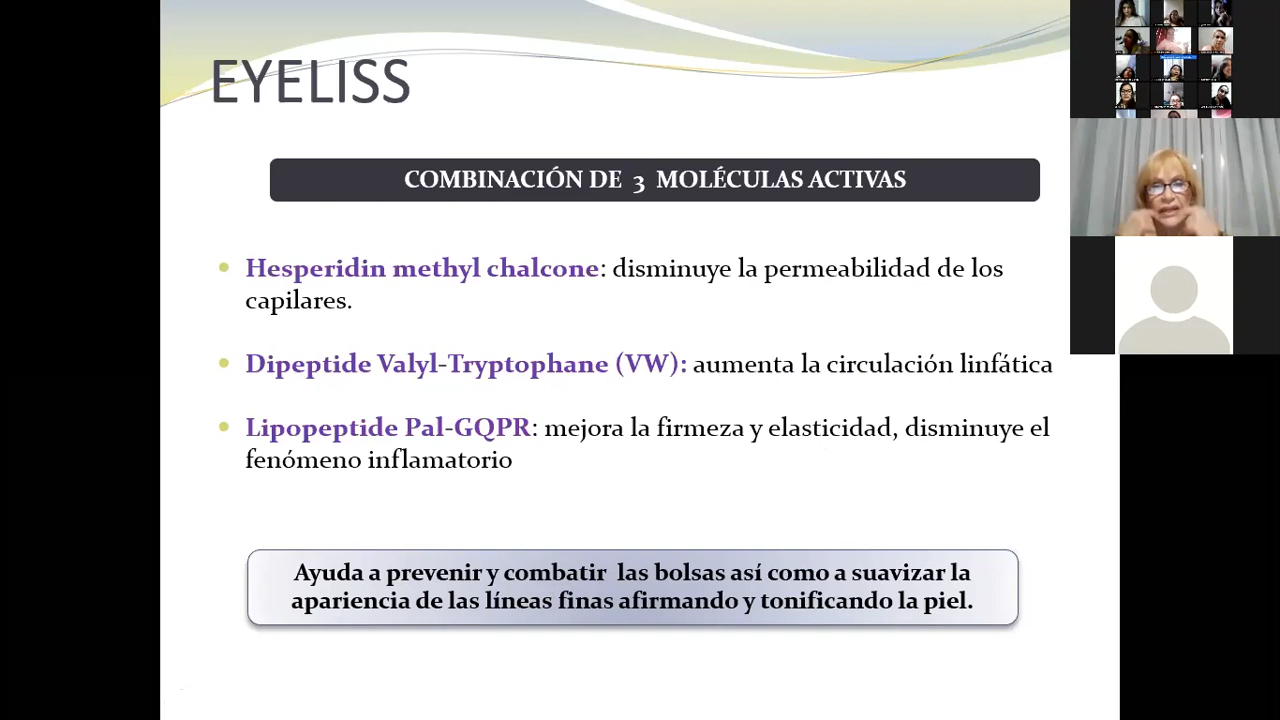 EYELISS
COMBINACIÓN DE 3 MOLÉCULAS ACTIVAS
• Hesperidin methyl chalcone: disminuye la permeabilidad de los
capilares.
• Dipeptide Valyl-Tryptophane (VW): aumenta la circulación linfática
• Lipopeptide Pal-GQPR: mejora la firmeza y elasticidad, disminuye el
fenómeno inflamatorio
Ayuda a prevenir y combatir las bolsas así como a suavizar la
apariencia de las líneas finas afirmando y tonificando la piel.